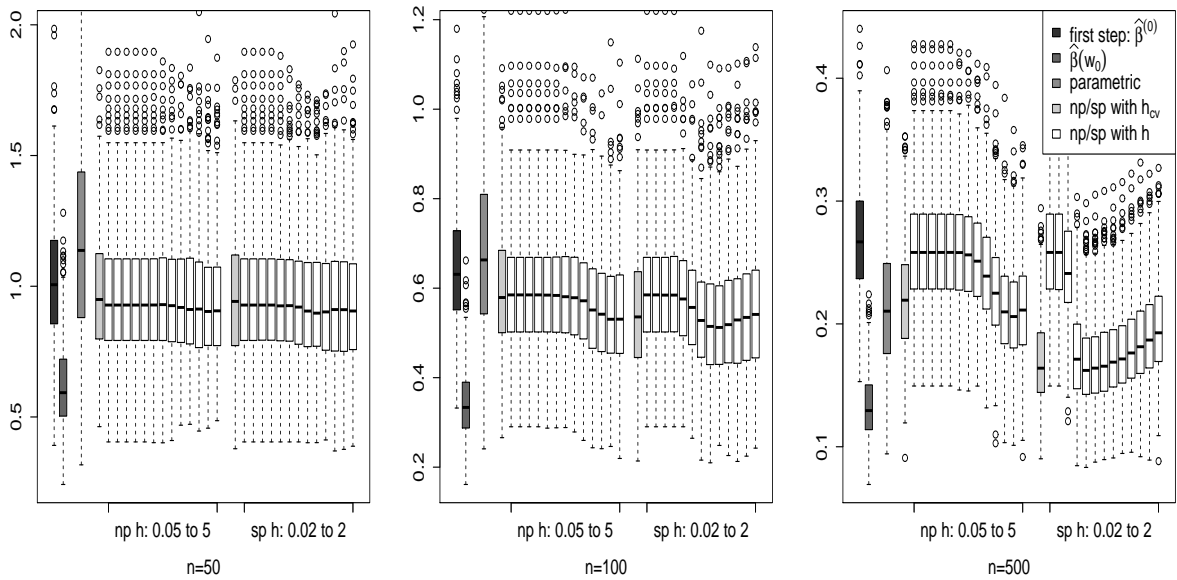 2.0
1.5
1.0
0.5
np h: 0.05 to 5
sp h: 0.02 to 2
n=50
1.2
1.0
0.8
0.6
0.4
0.2
np h: 0.05 to 5
sp h: 0.02 to 2
n=100
0.4
0.3
0.2
0.1
first step: β̂⁽⁰⁾
β̂(w₀)
parametric
np/sp with h_cv
np/sp with h
np h: 0.05 to 5
sp h: 0.02 to 2
n=500